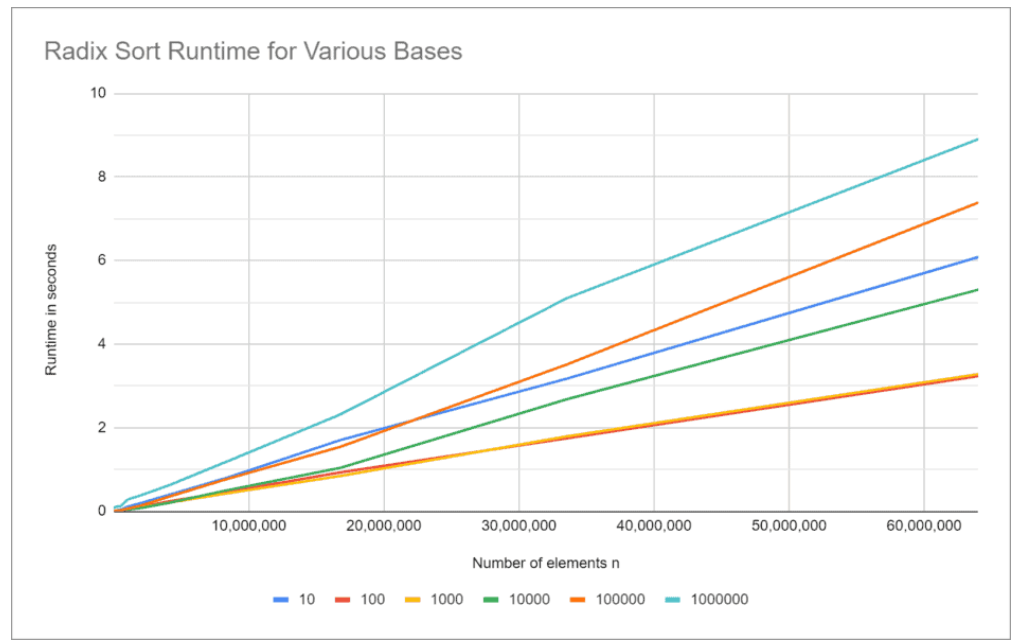 Radix Sort Runtime for Various Bases
10
8
6
4
2
0
Runtime in seconds
10,000,000 20,000,000 30,000,000 40,000,000 50,000,000 60,000,000
Number of elements n
10 100 1000 10000 100000 1000000